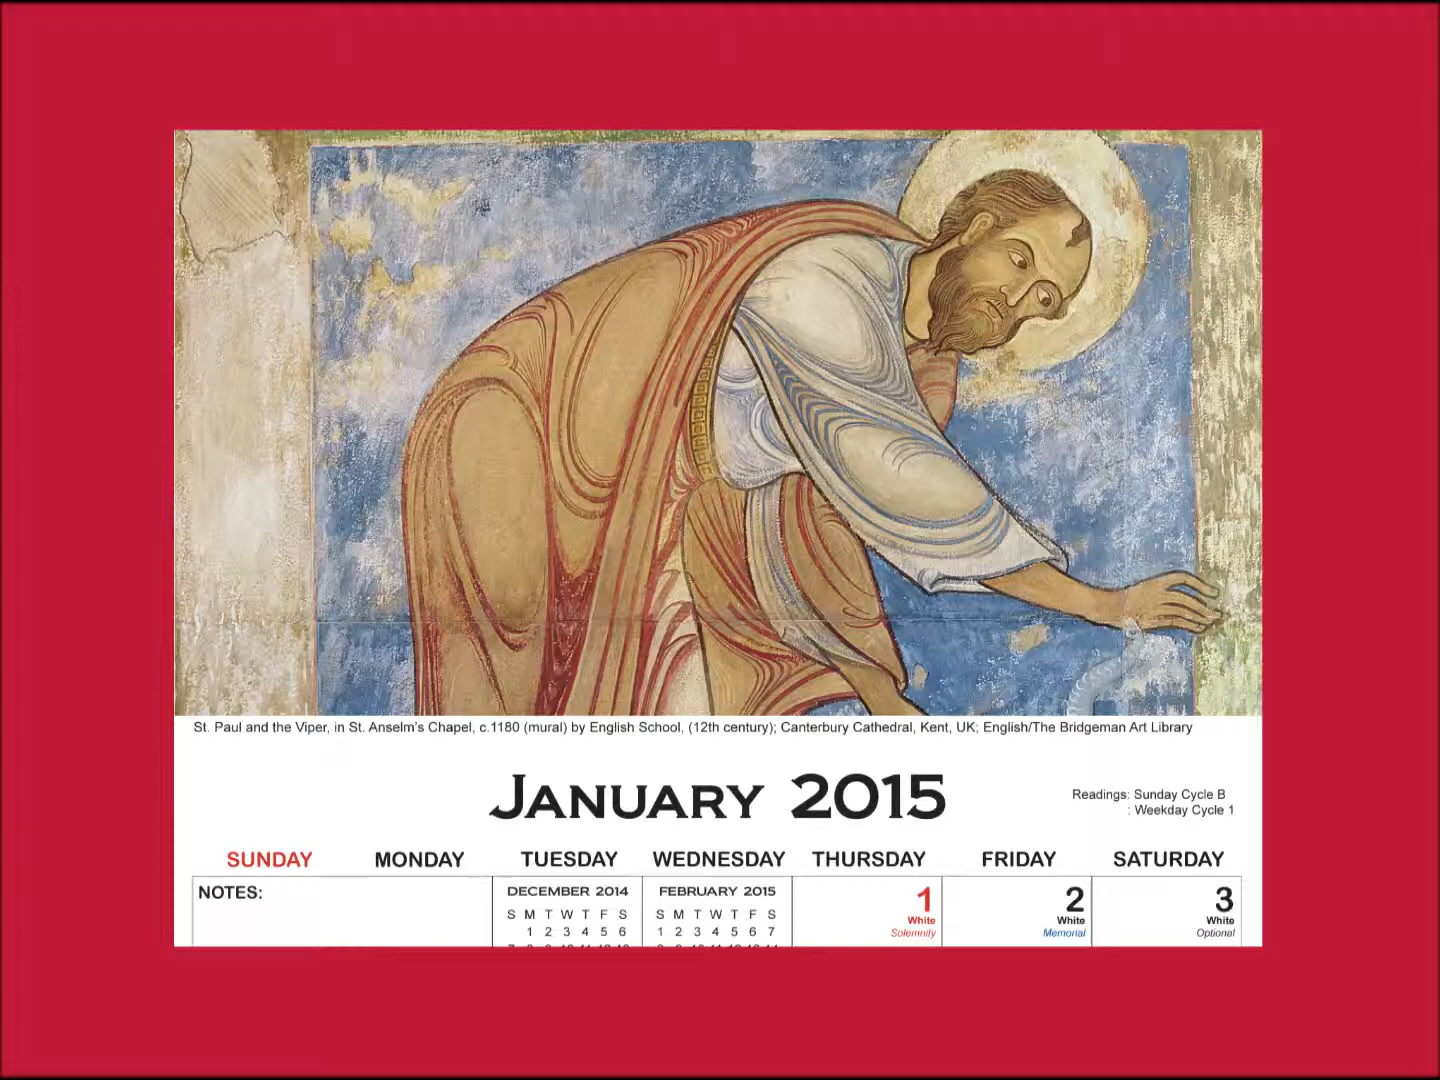 St. Paul and the Viper, in St. Anselm's Chapel, c.1180 (mural) by English School, (12th century); Canterbury Cathedral, Kent, UK; English/The Bridgeman Art Library
JANUARY 2015
Readings: Sunday Cycle B
: Weekday Cycle 1
SUNDAY MONDAY TUESDAY WEDNESDAY THURSDAY FRIDAY SATURDAY
NOTES: DECEMBER 2014 FEBRUARY 2015 1 2 3
S M T W T F S S M T W T F S White White White
1 2 3 4 5 6 1 2 3 4 5 6 7 Solemnity Memorial Optional